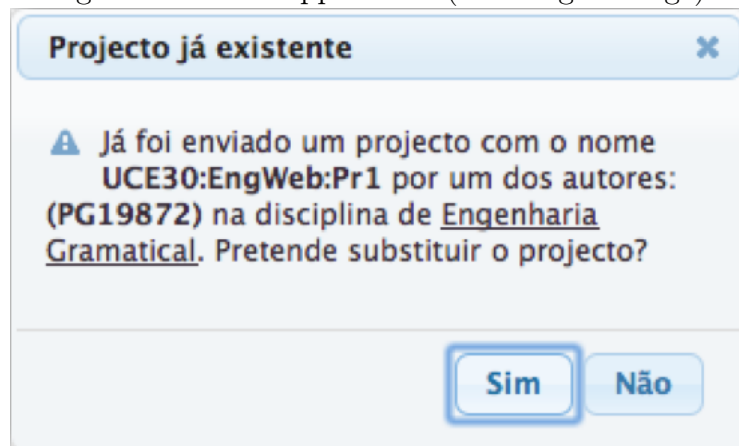 Projecto já existente
Já foi enviado um projecto com o nome
UCE30:EngWeb:Pr1 por um dos autores:
(PG19872) na disciplina de Engenharia
Gramatical. Pretende substituir o projecto?
Sim Não